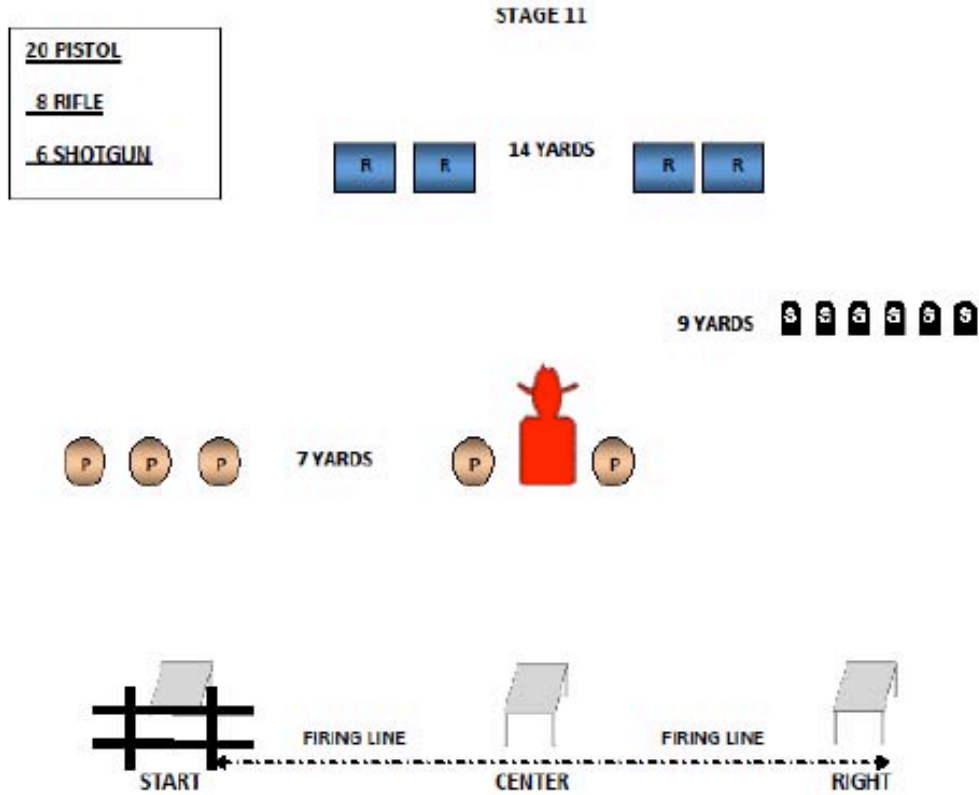 STAGE 11
20 PISTOL
8 RIFLE
6 SHOTGUN
R R 14 YARDS R R
9 YARDS S S S S S S
P P P 7 YARDS P P
FIRING LINE FIRING LINE
START CENTER RIGHT